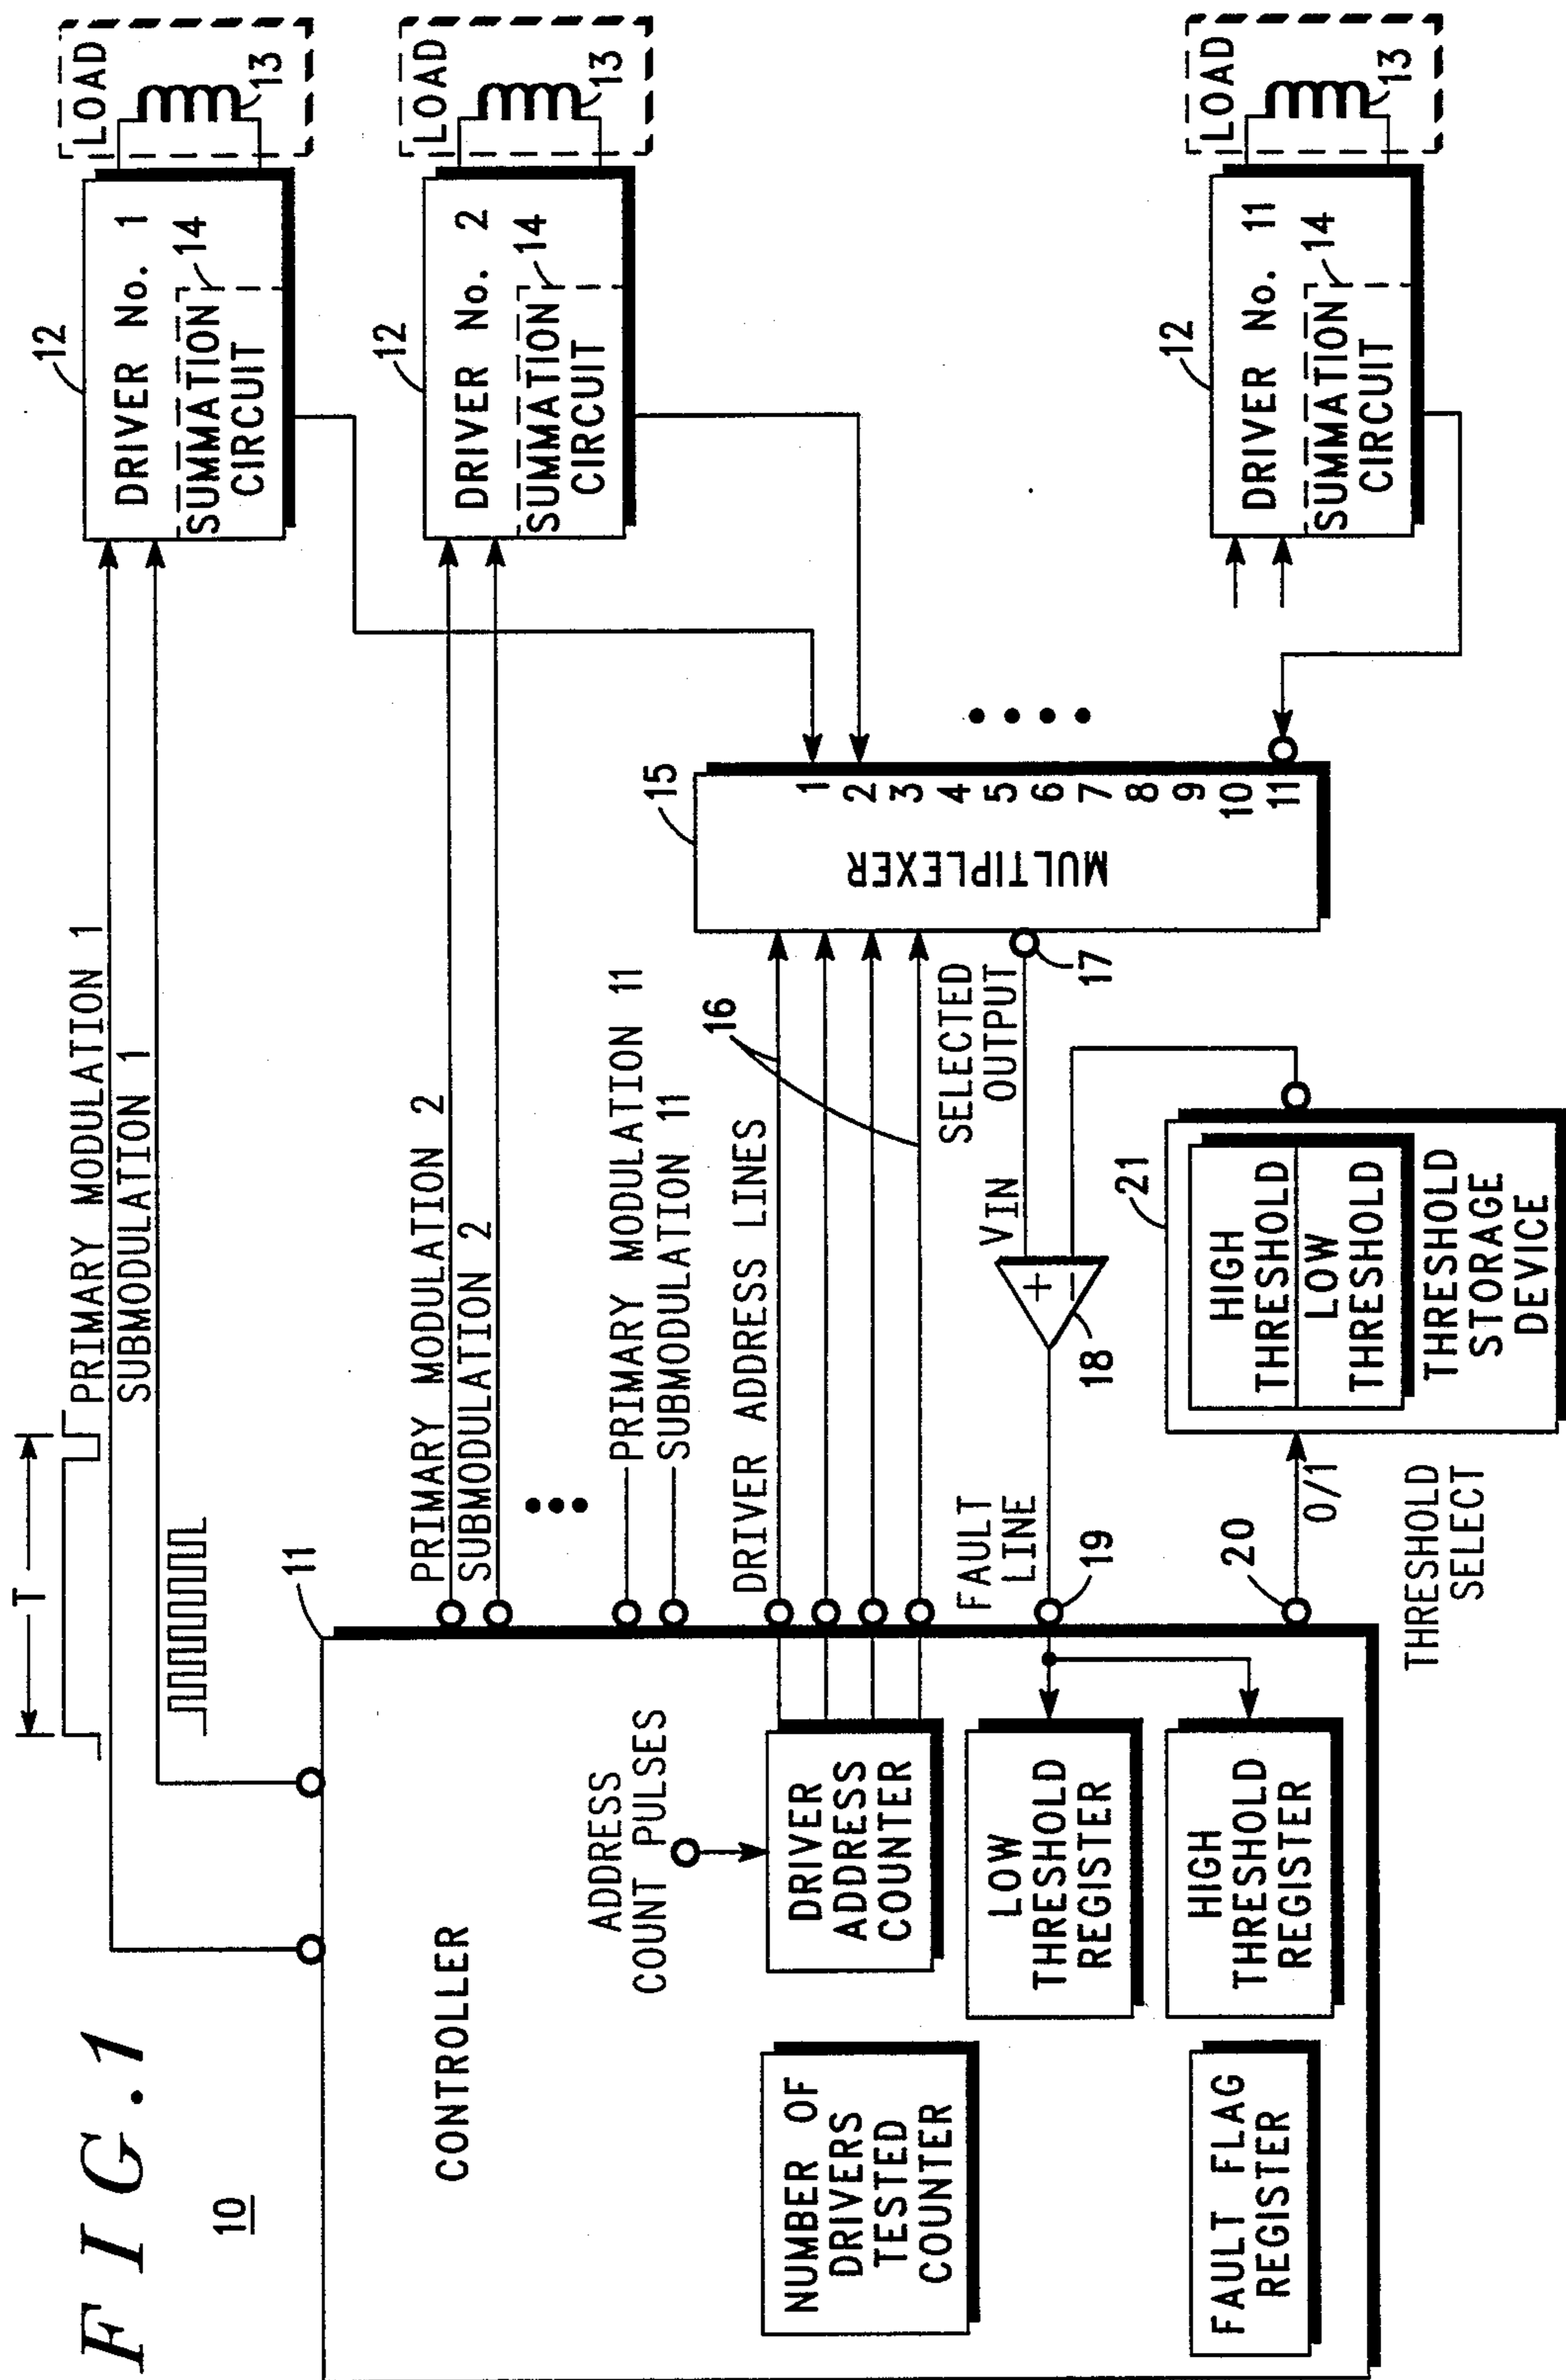 FIG.1
10
T
PRIMARY MODULATION 1
SUBMODULATION 1
11
CONTROLLER
PRIMARY MODULATION 2
SUBMODULATION 2
PRIMARY MODULATION 11
SUBMODULATION 11
ADDRESS
COUNT PULSES
DRIVER ADDRESS LINES
16
NUMBER OF
DRIVERS
TESTED
COUNTER
DRIVER
ADDRESS
COUNTER
LOW
THRESHOLD
REGISTER
HIGH
THRESHOLD
REGISTER
FAULT FLAG
REGISTER
FAULT
LINE
19
20
0/1
THRESHOLD
SELECT
18
+
−
VIN
SELECTED
OUTPUT
17
21
HIGH
THRESHOLD
LOW
THRESHOLD
THRESHOLD
STORAGE
DEVICE
15
MULTIPLEXER
1
2
3
4
5
6
7
8
9
10
11
12
DRIVER No. 1
SUMMATION
CIRCUIT
14
LOAD
13
12
DRIVER No. 2
SUMMATION
CIRCUIT
14
LOAD
13
12
DRIVER No. 11
SUMMATION
CIRCUIT
14
LOAD
13